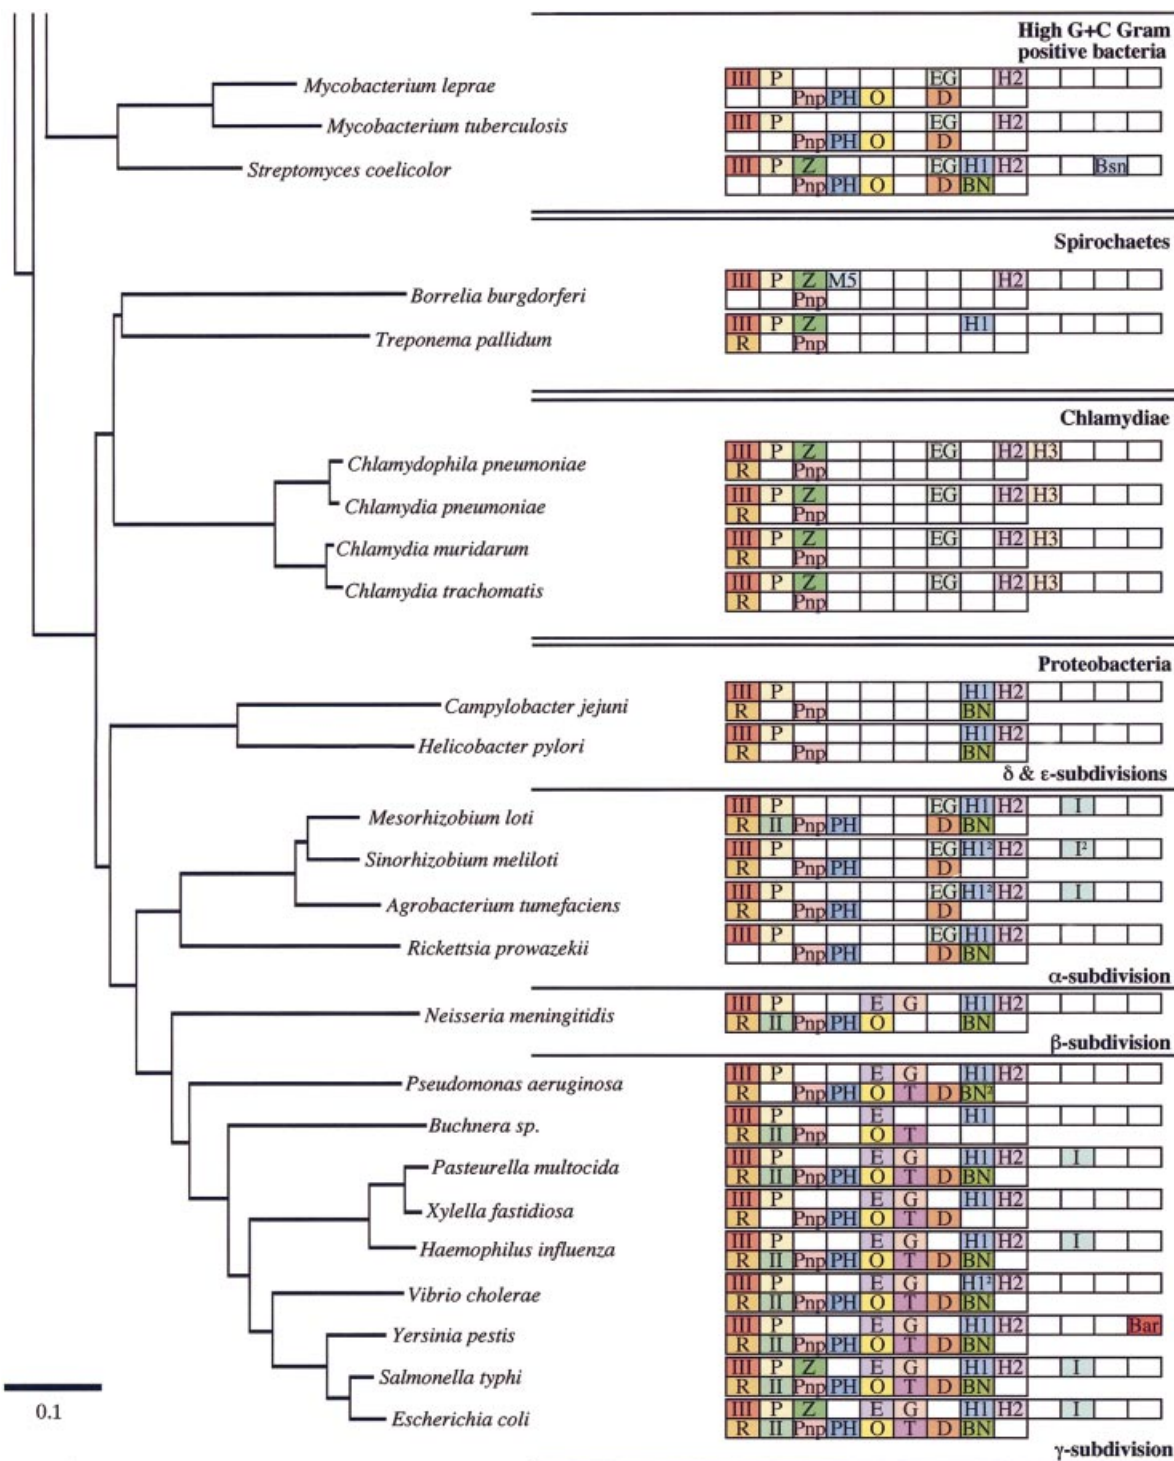 High G+C Gram
positive bacteria
Mycobacterium leprae III P EG H2
Pnp PH O D
Mycobacterium tuberculosis III P EG H2
Pnp PH O D
Streptomyces coelicolor III P Z EG H1 H2 Bsn
Pnp PH O D BN
Spirochaetes
Borrelia burgdorferi III P Z M5 H2
Pnp
Treponema pallidum III P Z H1
R Pnp
Chlamydiae
Chlamydophila pneumoniae III P Z EG H2 H3
R Pnp
Chlamydia pneumoniae III P Z EG H2 H3
R Pnp
Chlamydia muridarum III P Z EG H2 H3
R Pnp
Chlamydia trachomatis III P Z EG H2 H3
R Pnp
Proteobacteria
Campylobacter jejuni III P H1 H2
R Pnp BN
Helicobacter pylori III P H1 H2
R Pnp BN
δ & ε-subdivisions
Mesorhizobium loti III P EG H1 H2 I
R II Pnp PH D BN
Sinorhizobium meliloti III P EG H1² H2 I²
R Pnp PH D
Agrobacterium tumefaciens III P EG H1² H2 I
R Pnp PH D
Rickettsia prowazekii III P EG H1 H2
Pnp PH D BN
α-subdivision
Neisseria meningitidis III P E G H1 H2
R II Pnp PH O BN
β-subdivision
Pseudomonas aeruginosa III P E G H1 H2
R Pnp PH O T D BN²
Buchnera sp. III P E H1
R II Pnp O T
Pasteurella multocida III P E G H1 H2 I
R II Pnp PH O T D BN
Xylella fastidiosa III P E G H1 H2
R Pnp PH O T D
Haemophilus influenza III P E G H1 H2 I
R II Pnp PH O T D BN
Vibrio cholerae III P E G H1² H2
R II Pnp PH O T D BN
Yersinia pestis III P E G H1 H2 Bar
R II Pnp PH O T D BN
Salmonella typhi III P Z E G H1 H2 I
R II Pnp PH O T D BN
Escherichia coli III P Z E G H1 H2 I
R II Pnp PH O T D BN
0.1
γ-subdivision